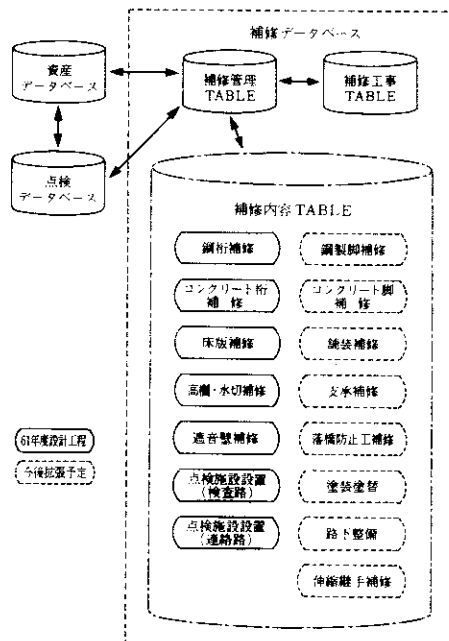 補修データベース
資産
データベース
補修管理
TABLE
補修工事
TABLE
点検
データベース
補修内容TABLE
鋼桁補修
鋼製脚補修
コンクリート桁
補 修
コンクリート脚
補 修
床版補修
舗装補修
高欄・水切補修
支承補修
遮音壁補修
落橋防止工補修
点検施設設置
(検査路)
塗装塗替
点検施設設置
(連絡路)
路下整備
伸縮継手補修
61年度設計工程
今後拡張予定